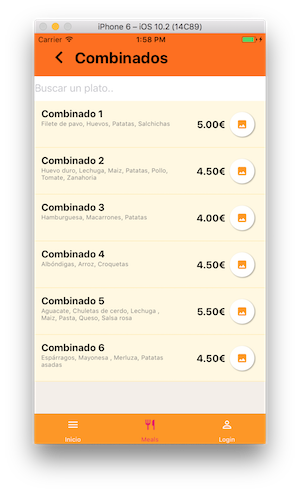 iPhone 6 – iOS 10.2 (14C89)
Carrier 1:58 PM
Combinados
Buscar un plato..
Combinado 1
Filete de pavo, Huevos, Patatas, Salchichas
5.00€
Combinado 2
Huevo duro, Lechuga, Maiz, Patatas, Pollo,
Tomate, Zanahoria
4.50€
Combinado 3
Hamburguesa, Macarrones, Patatas
4.00€
Combinado 4
Albóndigas, Arroz, Croquetas
4.50€
Combinado 5
Aguacate, Chuletas de cerdo, Lechuga ,
Maiz, Pasta, Queso, Salsa rosa
5.50€
Combinado 6
Espárragos, Mayonesa , Merluza, Patatas
asadas
4.50€
Inicio Meals Login